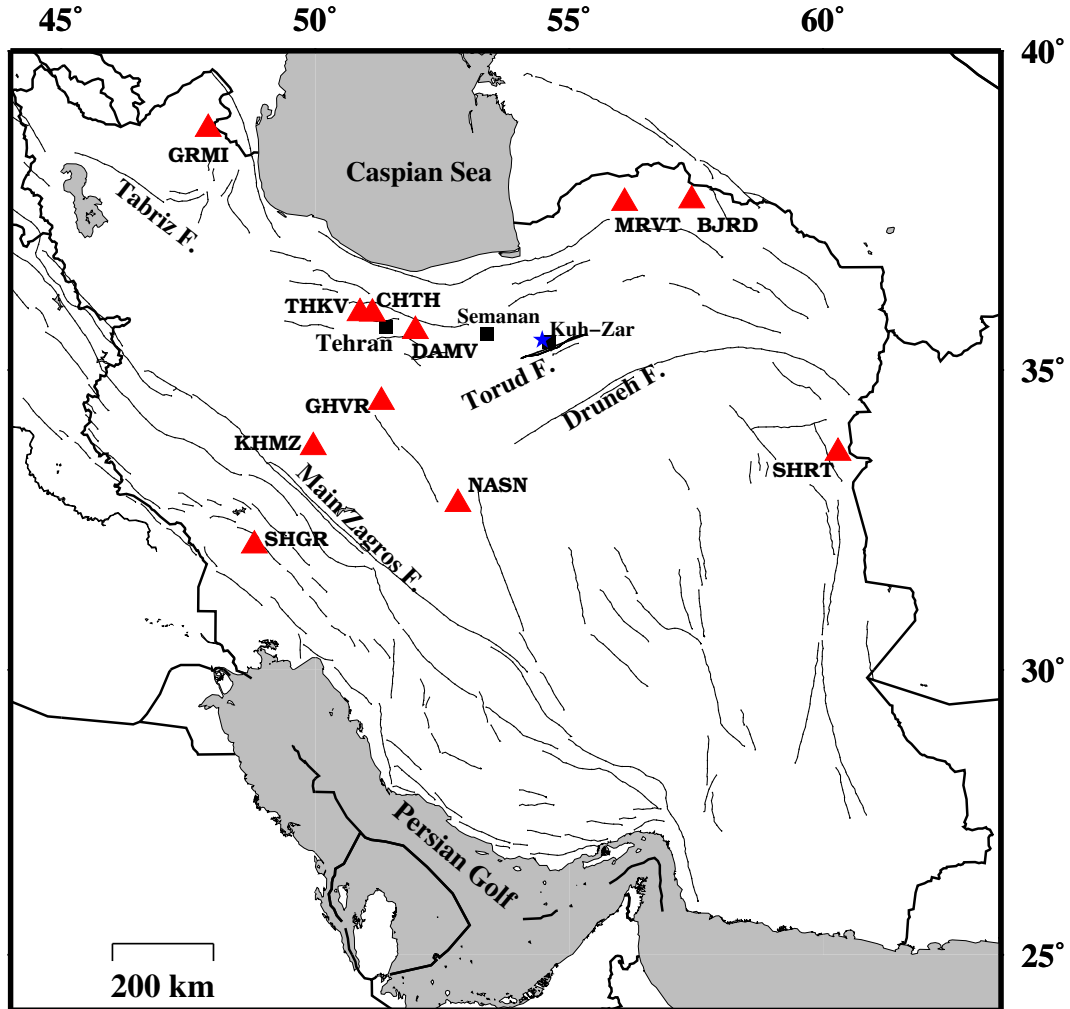 45° 50° 55° 60°
40°
GRMI
Caspian Sea
Tabriz F.
MRVT BJRD
THKV CHTH
Semanan
Kuh−Zar
Tehran
DAMV
35°
Torud F.
Druneh F.
GHVR
KHMZ
SHRT
NASN
Main Zagros F.
SHGR
30°
Persian Golf
25°
200 km